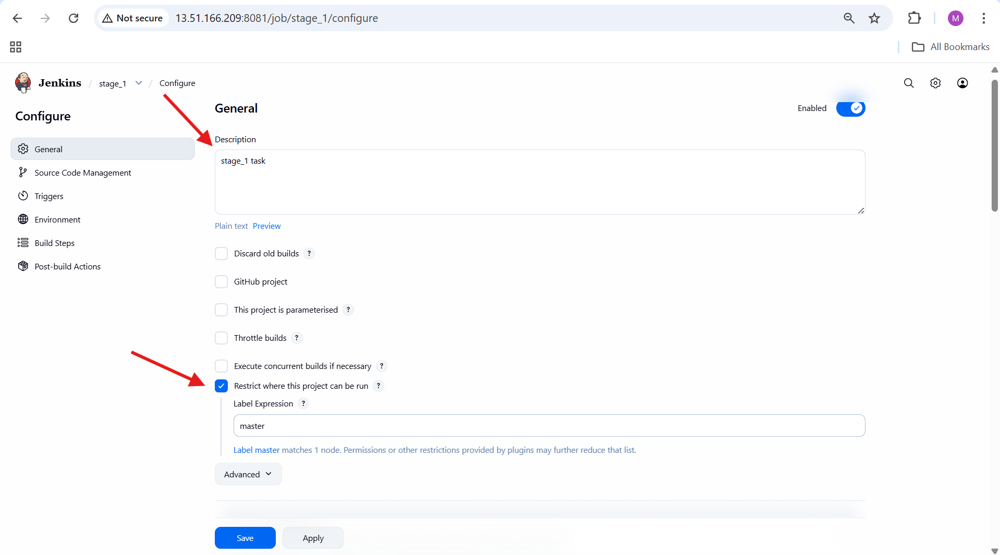 Not secure 13.51.166.209:8081/job/stage_1/configure M
All Bookmarks
Jenkins / stage_1 / Configure
Configure
General
Source Code Management
Triggers
Environment
Build Steps
Post-build Actions
General
Enabled
Description
stage_1 task
Plain text Preview
Discard old builds ?
GitHub project
This project is parameterised ?
Throttle builds ?
Execute concurrent builds if necessary ?
Restrict where this project can be run ?
Label Expression ?
master
Label master matches 1 node. Permissions or other restrictions provided by plugins may further reduce that list.
Advanced
Save Apply